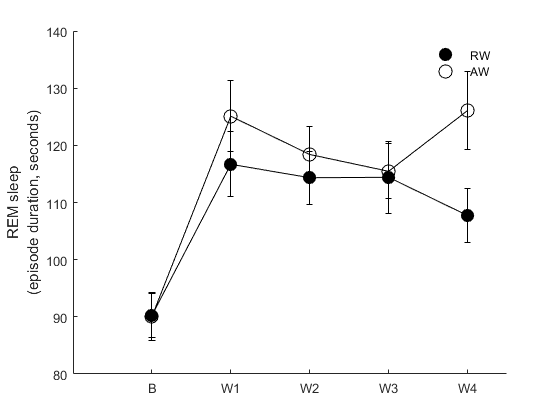 140
130
120
110
100
90
80
REM sleep
(episode duration, seconds)
RW
AW
B
W1
W2
W3
W4